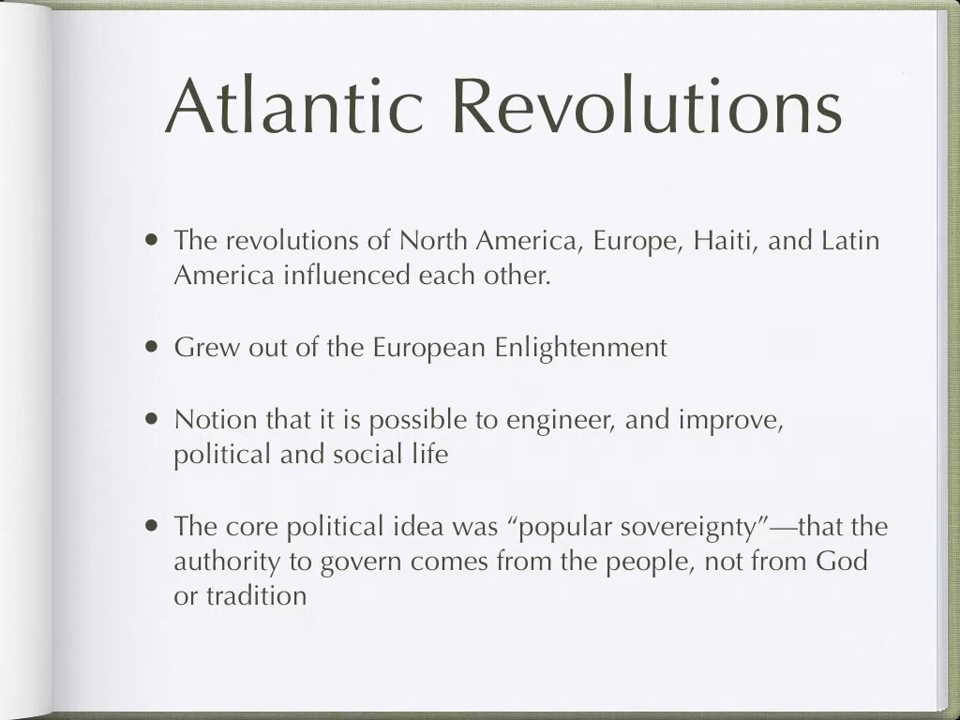 Atlantic Revolutions
• The revolutions of North America, Europe, Haiti, and Latin
America influenced each other.
• Grew out of the European Enlightenment
• Notion that it is possible to engineer, and improve,
political and social life
• The core political idea was “popular sovereignty”—that the
authority to govern comes from the people, not from God
or tradition